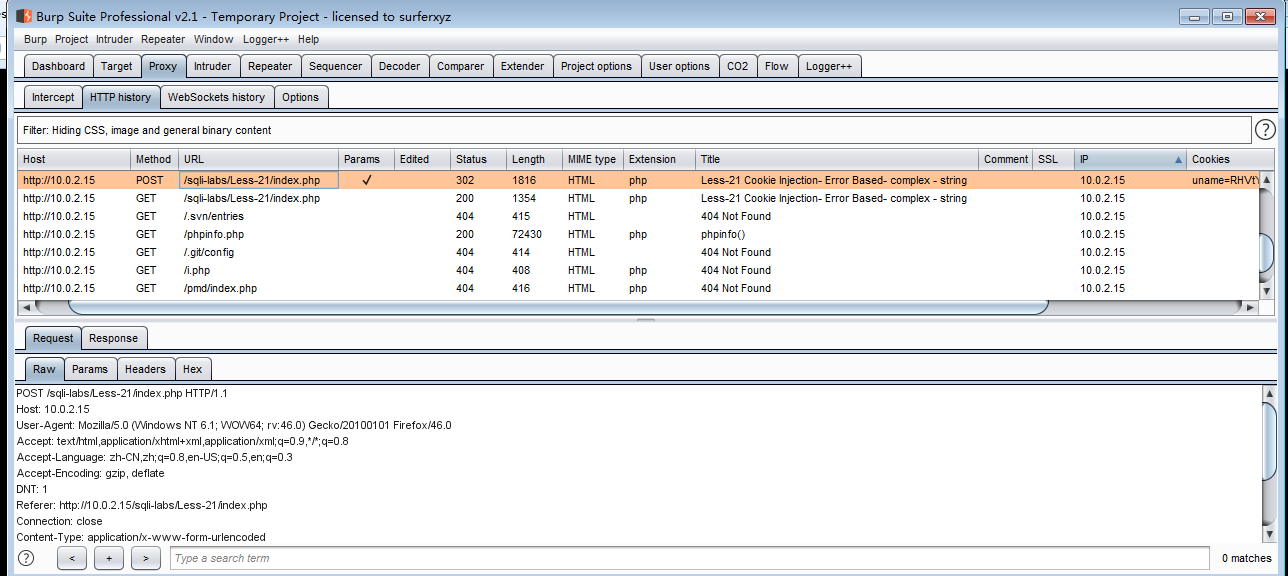 Burp Suite Professional v2.1 - Temporary Project - licensed to surferxyz
Burp Project Intruder Repeater Window Logger++ Help
Dashboard Target Proxy Intruder Repeater Sequencer Decoder Comparer Extender Project options User options CO2 Flow Logger++
Intercept HTTP history WebSockets history Options
Filter: Hiding CSS, image and general binary content ?
Host Method URL Params Edited Status Length MIME type Extension Title Comment SSL IP Cookies
http://10.0.2.15 POST /sqli-labs/Less-21/index.php ✓ 302 1816 HTML php Less-21 Cookie Injection- Error Based- complex - string 10.0.2.15
http://10.0.2.15 GET /sqli-labs/Less-21/index.php 200 1354 HTML php Less-21 Cookie Injection- Error Based- complex - string 10.0.2.15
http://10.0.2.15 GET /.svn/entries 404 415 HTML 404 Not Found 10.0.2.15
http://10.0.2.15 GET /phpinfo.php 200 72430 HTML php phpinfo() 10.0.2.15
http://10.0.2.15 GET /.git/config 404 414 HTML 404 Not Found 10.0.2.15
http://10.0.2.15 GET /i.php 404 408 HTML php 404 Not Found 10.0.2.15
http://10.0.2.15 GET /pmd/index.php 404 416 HTML php 404 Not Found 10.0.2.15
Request Response
Raw Params Headers Hex
POST /sqli-labs/Less-21/index.php HTTP/1.1
Host: 10.0.2.15
User-Agent: Mozilla/5.0 (Windows NT 6.1; WOW64; rv:46.0) Gecko/20100101 Firefox/46.0
Accept: text/html,application/xhtml+xml,application/xml;q=0.9,*/*;q=0.8
Accept-Language: zh-CN,zh;q=0.8,en-US;q=0.5,en;q=0.3
Accept-Encoding: gzip, deflate
DNT: 1
Referer: http://10.0.2.15/sqli-labs/Less-21/index.php
Connection: close
Content-Type: application/x-www-form-urlencoded
? < + > Type a search term 0 matches